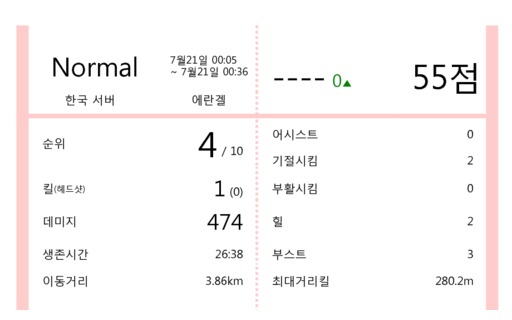 Normal
7월21일 00:05
~ 7월21일 00:36
한국 서버
에란겔
---- 0▲
55점
순위 4 / 10
킬(헤드샷) 1 (0)
데미지 474
생존시간 26:38
이동거리 3.86km
어시스트 0
기절시킴 2
부활시킴 0
힐 2
부스트 3
최대거리킬 280.2m